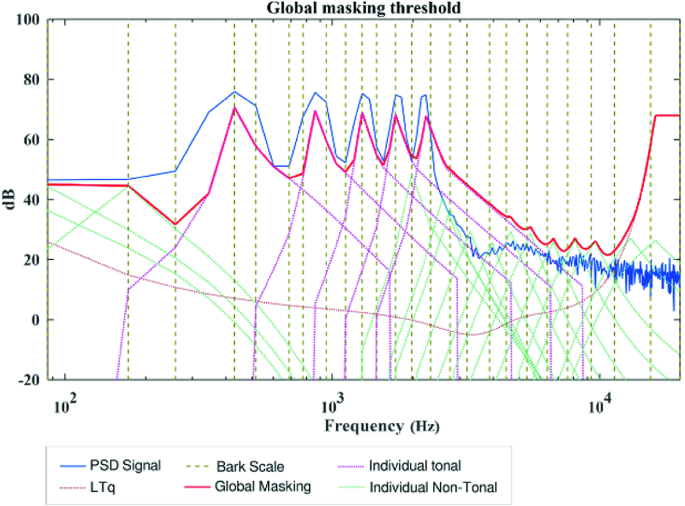 Global masking threshold
100
80
60
40
20
0
-20
dB
10^2
10^3
10^4
Frequency (Hz)
PSD Signal
Bark Scale
Individual tonal
LTq
Global Masking
Individual Non-Tonal